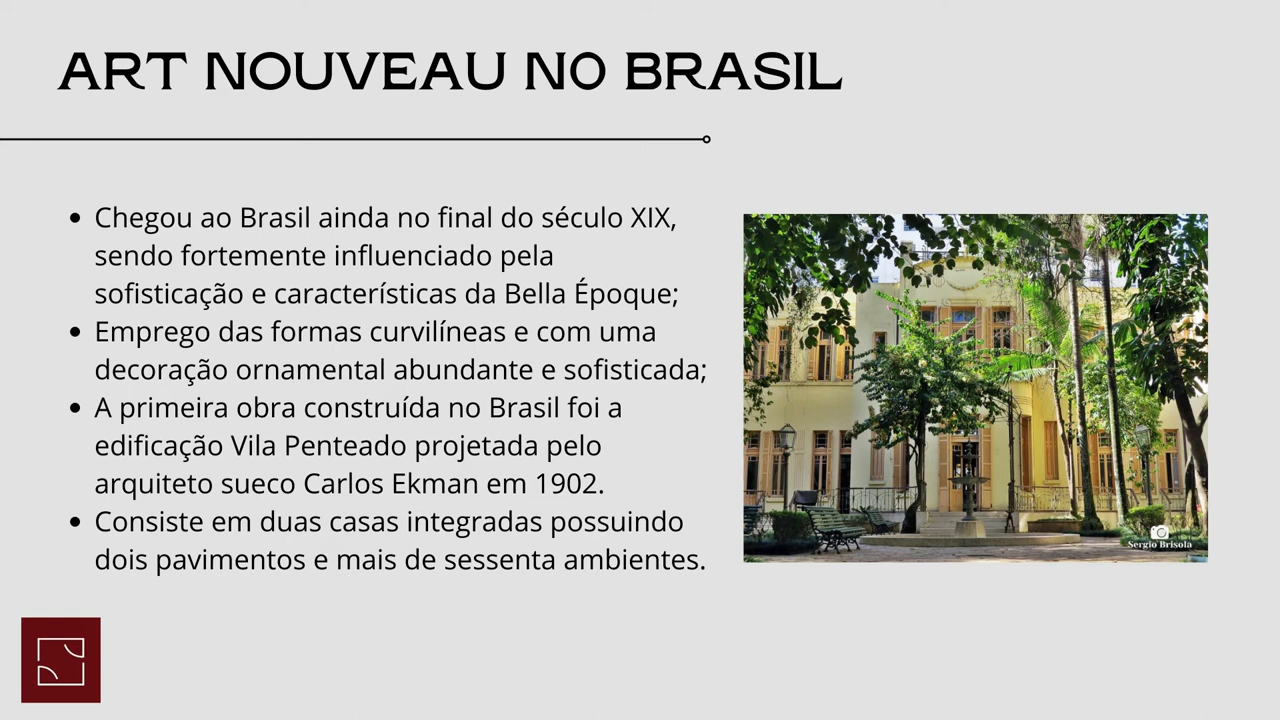 ART NOUVEAU NO BRASIL
Chegou ao Brasil ainda no final do século XIX,
sendo fortemente influenciado pela
sofisticação e características da Bella Época;
Emprego das formas curvilíneas e com uma
decoração ornamental abundante e sofisticada;
A primeira obra construída no Brasil foi a
edificação Vila Penteado projetada pelo
arquiteto sueco Carlos Ekman em 1902.
Consiste em duas casas integradas possuindo
dois pavimentos e mais de sessenta ambientes.
Sergio Brisola